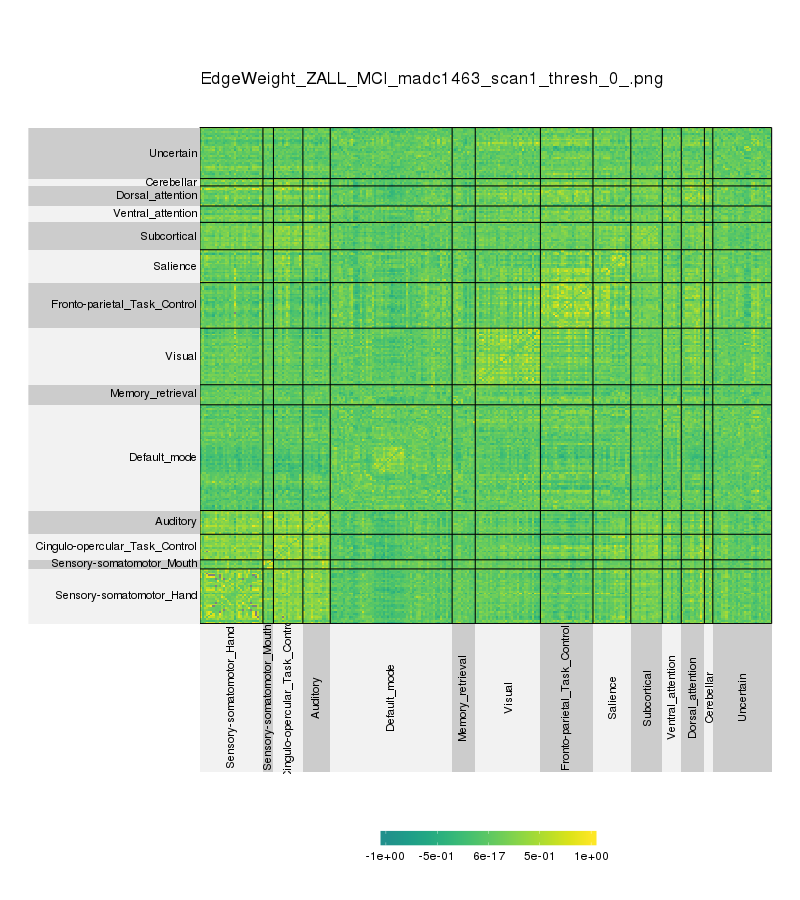 EdgeWeight_ZALL_MCI_madc1463_scan1_thresh_0_.png
Uncertain
Cerebellar
Dorsal_attention
Ventral_attention
Subcortical
Salience
Fronto-parietal_Task_Control
Visual
Memory_retrieval
Default_mode
Auditory
Cingulo-opercular_Task_Control
Sensory-somatomotor_Mouth
Sensory-somatomotor_Hand
Sensory-somatomotor_Hand
Sensory-somatomotor_Mouth
Cingulo-opercular_Task_Contro
Auditory
Default_mode
Memory_retrieval
Visual
Fronto-parietal_Task_Control
Salience
Subcortical
Ventral_attention
Dorsal_attention
Cerebellar
Uncertain
-1e+00 -5e-01 6e-17 5e-01 1e+00